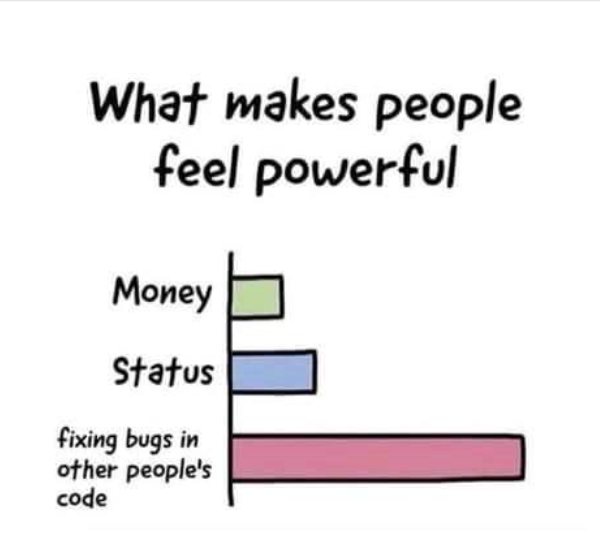 What makes people
feel powerful
Money
Status
fixing bugs in
other people's
code